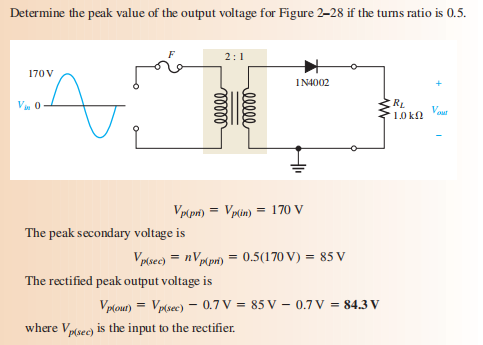 Determine the peak value of the output voltage for Figure 2–28 if the turns ratio is 0.5.
F
2 : 1
170 V
1N4002
+
V_in 0
R_L
1.0 kΩ
V_out
−
V_p(pri) = V_p(in) = 170 V
The peak secondary voltage is
V_p(sec) = nV_p(pri) = 0.5(170 V) = 85 V
The rectified peak output voltage is
V_p(out) = V_p(sec) − 0.7 V = 85 V − 0.7 V = 84.3 V
where V_p(sec) is the input to the rectifier.